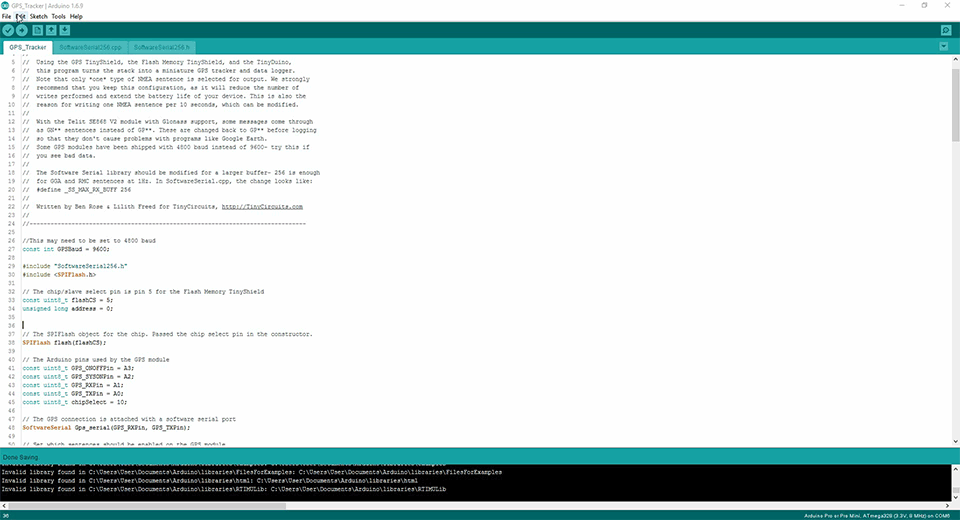 GPS_Tracker | Arduino 1.6.9
File Edit Sketch Tools Help
GPS_Tracker SoftwareSerial256.cpp SoftwareSerial256.h
5 // Using the GPS TinyShield, the Flash Memory TinyShield, and the TinyDuino,
6 // this program turns the stack into a miniature GPS tracker and data logger.
7 // Note that only *one* type of NMEA sentence is selected for output. We strongly
8 // recommend that you keep this configuration, as it will reduce the number of
9 // writes performed and extend the battery life of your device. This is also the
10 // reason for writing one NMEA sentence per 10 seconds, which can be modified.
11 //
12 // With the Telit SE868 V2 module with Glonass support, some messages come through
13 // as GN** sentences instead of GP**. These are changed back to GP** before logging
14 // so that they don't cause problems with programs like Google Earth.
15 // Some GPS modules have been shipped with 4800 baud instead of 9600- try this if
16 // you see bad data.
17 //
18 // The Software Serial library should be modified for a larger buffer- 256 is enough
19 // for GGA and RMC sentences at 1Hz. In SoftwareSerial.cpp, the change looks like:
20 // #define _SS_MAX_RX_BUFF 256
21 //
22 // Written by Ben Rose & Lilith Freed for TinyCircuits, http://TinyCircuits.com
23 //
24 //-------------------------------------------------------------------------------
25
26 //This may need to be set to 4800 baud
27 const int GPSBaud = 9600;
28
29 #include "SoftwareSerial256.h"
30 #include <SPIFlash.h>
31
32 // The chip/slave select pin is pin 5 for the Flash Memory TinyShield
33 const uint8_t flashCS = 5;
34 unsigned long address = 0;
35
36
37 // The SPIFlash object for the chip. Passed the chip select pin in the constructor.
38 SPIFlash flash(flashCS);
39
40 // The Arduino pins used by the GPS module
41 const uint8_t GPS_ONOFFPin = A3;
42 const uint8_t GPS_SYSONPin = A2;
43 const uint8_t GPS_RXPin = A1;
44 const uint8_t GPS_TXPin = A0;
45 const uint8_t chipSelect = 10;
46
47 // The GPS connection is attached with a software serial port
48 SoftwareSerial Gps_serial(GPS_RXPin, GPS_TXPin);
49
50 // Set which sentences should be enabled on the GPS module
Done Saving.
Invalid library found in C:\Users\User\Documents\Arduino\libraries\FilesForExamples: C:\Users\User\Documents\Arduino\libraries\FilesForExamples
Invalid library found in C:\Users\User\Documents\Arduino\libraries\html: C:\Users\User\Documents\Arduino\libraries\html
Invalid library found in C:\Users\User\Documents\Arduino\libraries\RTIMULib: C:\Users\User\Documents\Arduino\libraries\RTIMULib
36 Arduino Pro or Pro Mini, ATmega328 (3.3V, 8 MHz) on COM6